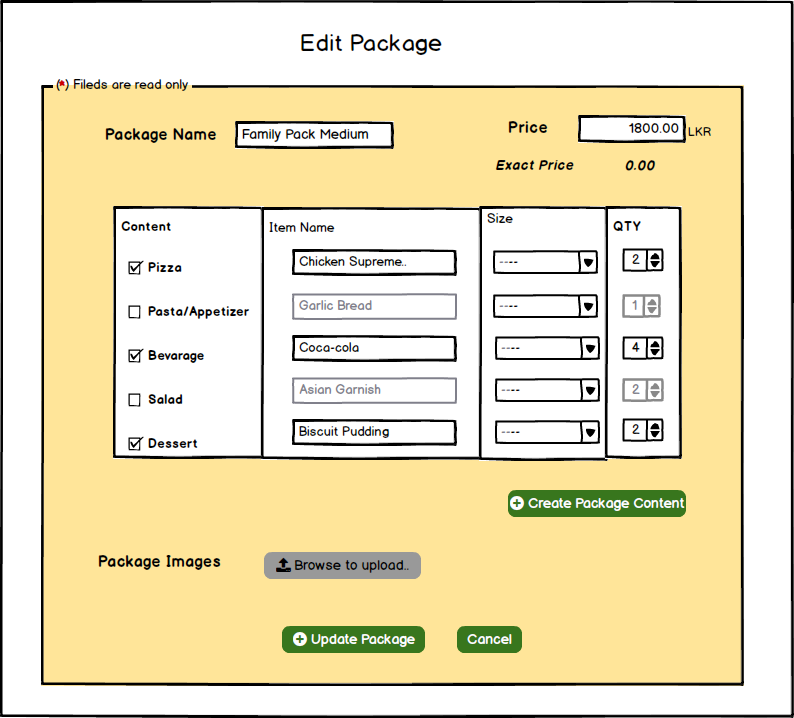 Edit Package
(*) Fileds are read only
Package Name Family Pack Medium Price 1800.00 LKR
Exact Price 0.00
Content Item Name Size QTY
Pizza Chicken Supreme.. ---- 2
Pasta/Appetizer Garlic Bread ---- 1
Bevarage Coca-cola ---- 4
Salad Asian Garnish ---- 2
Dessert Biscuit Pudding ---- 2
Create Package Content
Package Images Browse to upload..
Update Package Cancel